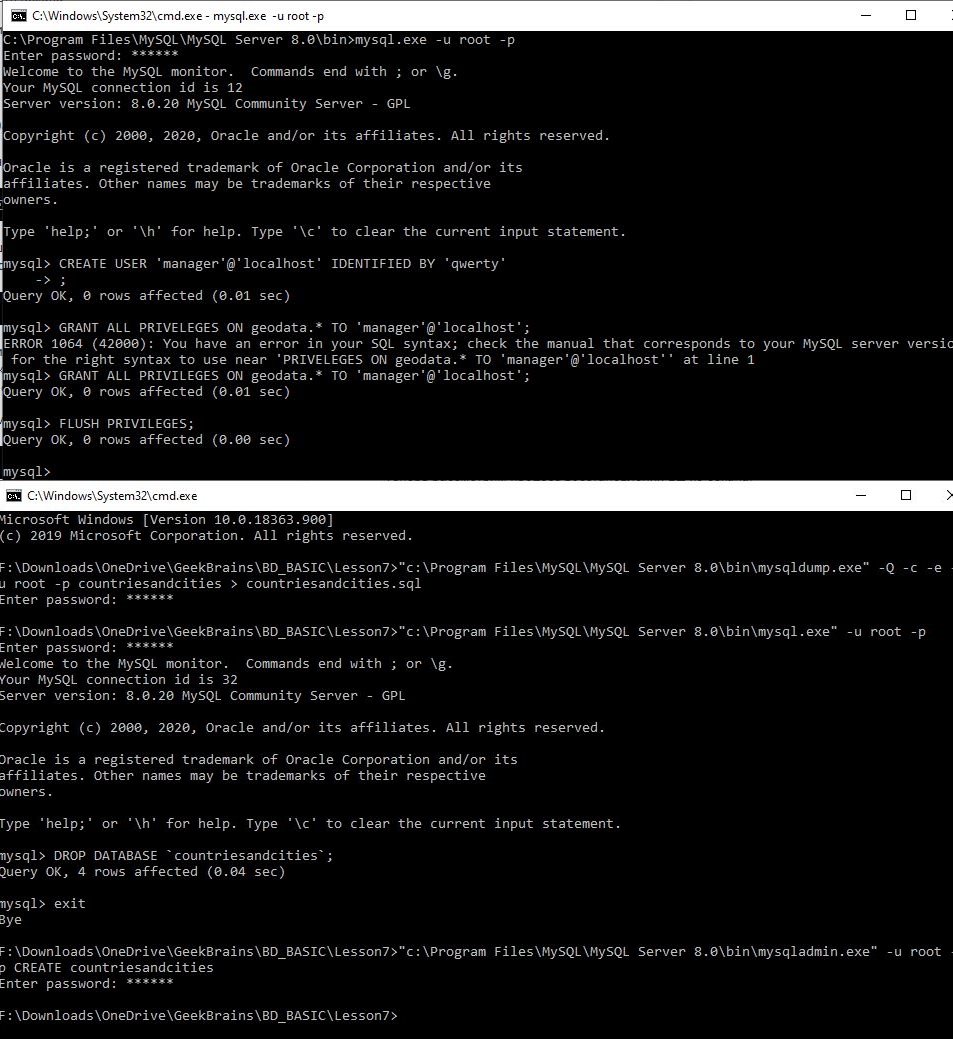 C:\Windows\System32\cmd.exe - mysql.exe -u root -p
C:\Program Files\MySQL\MySQL Server 8.0\bin>mysql.exe -u root -p
Enter password: ******
Welcome to the MySQL monitor.  Commands end with ; or \g.
Your MySQL connection id is 12
Server version: 8.0.20 MySQL Community Server - GPL
Copyright (c) 2000, 2020, Oracle and/or its affiliates. All rights reserved.
Oracle is a registered trademark of Oracle Corporation and/or its
affiliates. Other names may be trademarks of their respective
owners.
Type 'help;' or '\h' for help. Type '\c' to clear the current input statement.
mysql> CREATE USER 'manager'@'localhost' IDENTIFIED BY 'qwerty'
    -> ;
Query OK, 0 rows affected (0.01 sec)
mysql> GRANT ALL PRIVELEGES ON geodata.* TO 'manager'@'localhost';
ERROR 1064 (42000): You have an error in your SQL syntax; check the manual that corresponds to your MySQL server versio
 for the right syntax to use near 'PRIVELEGES ON geodata.* TO 'manager'@'localhost'' at line 1
mysql> GRANT ALL PRIVILEGES ON geodata.* TO 'manager'@'localhost';
Query OK, 0 rows affected (0.01 sec)
mysql> FLUSH PRIVILEGES;
Query OK, 0 rows affected (0.00 sec)
mysql>
C:\Windows\System32\cmd.exe
Microsoft Windows [Version 10.0.18363.900]
(c) 2019 Microsoft Corporation. All rights reserved.
F:\Downloads\OneDrive\GeekBrains\BD_BASIC\Lesson7>"c:\Program Files\MySQL\MySQL Server 8.0\bin\mysqldump.exe" -Q -c -e -
u root -p countriesandcities > countriesandcities.sql
Enter password: ******
F:\Downloads\OneDrive\GeekBrains\BD_BASIC\Lesson7>"c:\Program Files\MySQL\MySQL Server 8.0\bin\mysql.exe" -u root -p
Enter password: ******
Welcome to the MySQL monitor.  Commands end with ; or \g.
Your MySQL connection id is 32
Server version: 8.0.20 MySQL Community Server - GPL
Copyright (c) 2000, 2020, Oracle and/or its affiliates. All rights reserved.
Oracle is a registered trademark of Oracle Corporation and/or its
affiliates. Other names may be trademarks of their respective
owners.
Type 'help;' or '\h' for help. Type '\c' to clear the current input statement.
mysql> DROP DATABASE `countriesandcities`;
Query OK, 4 rows affected (0.04 sec)
mysql> exit
Bye
F:\Downloads\OneDrive\GeekBrains\BD_BASIC\Lesson7>"c:\Program Files\MySQL\MySQL Server 8.0\bin\mysqladmin.exe" -u root -
p CREATE countriesandcities
Enter password: ******
F:\Downloads\OneDrive\GeekBrains\BD_BASIC\Lesson7>